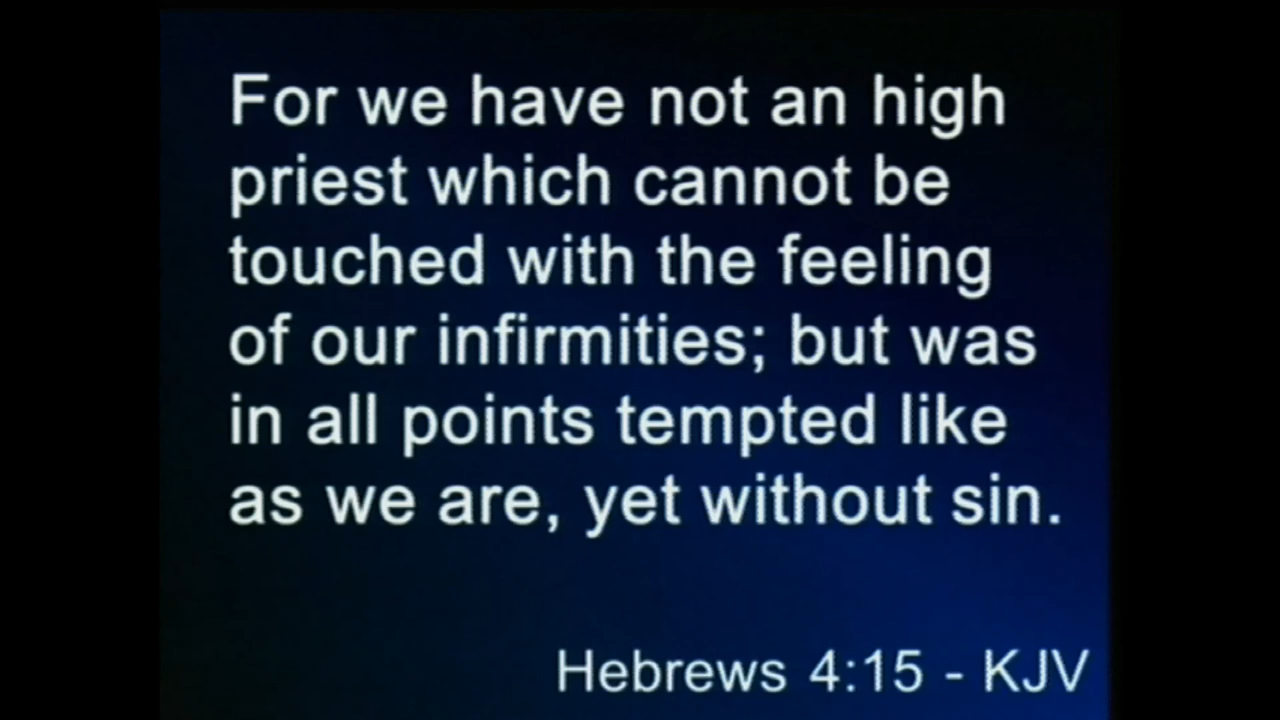 For we have not an high
priest which cannot be
touched with the feeling
of our infirmities; but was
in all points tempted like
as we are, yet without sin.
Hebrews 4:15 - KJV